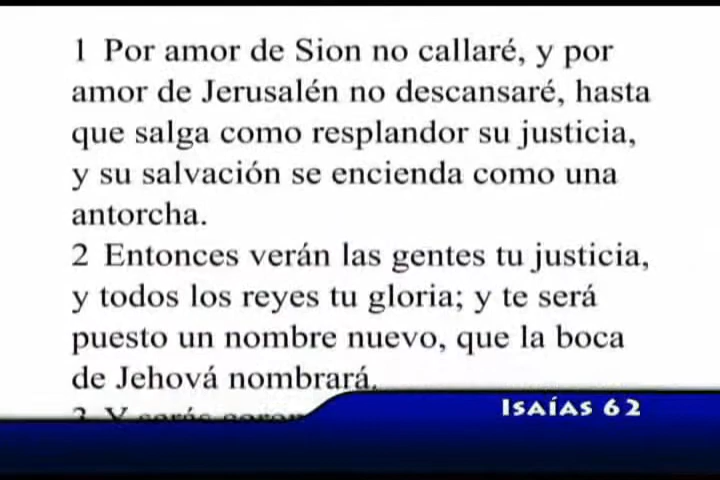 1 Por amor de Sion no callaré, y por
amor de Jerusalén no descansaré, hasta
que salga como resplandor su justicia,
y su salvación se encienda como una
antorcha.
2 Entonces verán las gentes tu justicia,
y todos los reyes tu gloria; y te será
puesto un nombre nuevo, que la boca
de Jehová nombrará.
3 Y serás
ISAÍAS 62